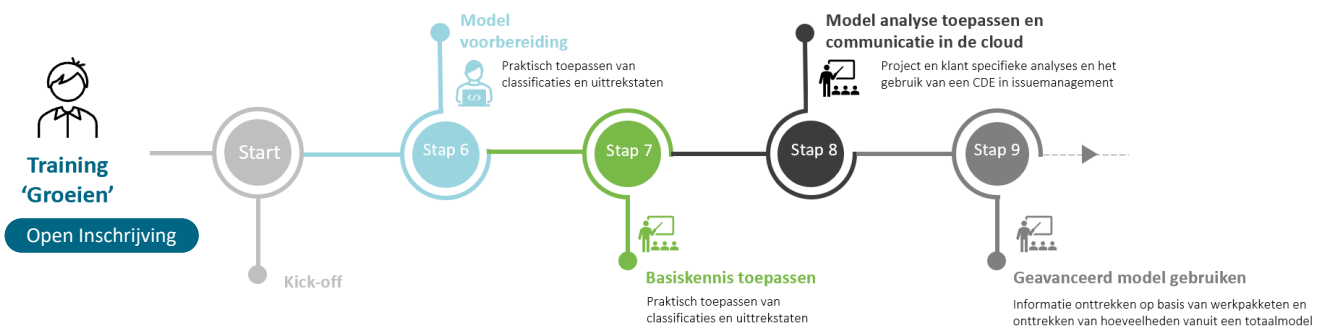 Training
‘Groeien’
Open Inschrijving
Start
Kick-off
Model
voorbereiding
Praktisch toepassen van
classificaties en uittrekstaten
Stap 6
Stap 7
Basiskennis toepassen
Praktisch toepassen van
classificaties en uittrekstaten
Model analyse toepassen en
communicatie in de cloud
Project en klant specifieke analyses en het
gebruik van een CDE in issuemanagement
Stap 8
Stap 9
Geavanceerd model gebruiken
Informatie onttrekken op basis van werkpakketen en
onttrekken van hoeveelheden vanuit een totaalmodel